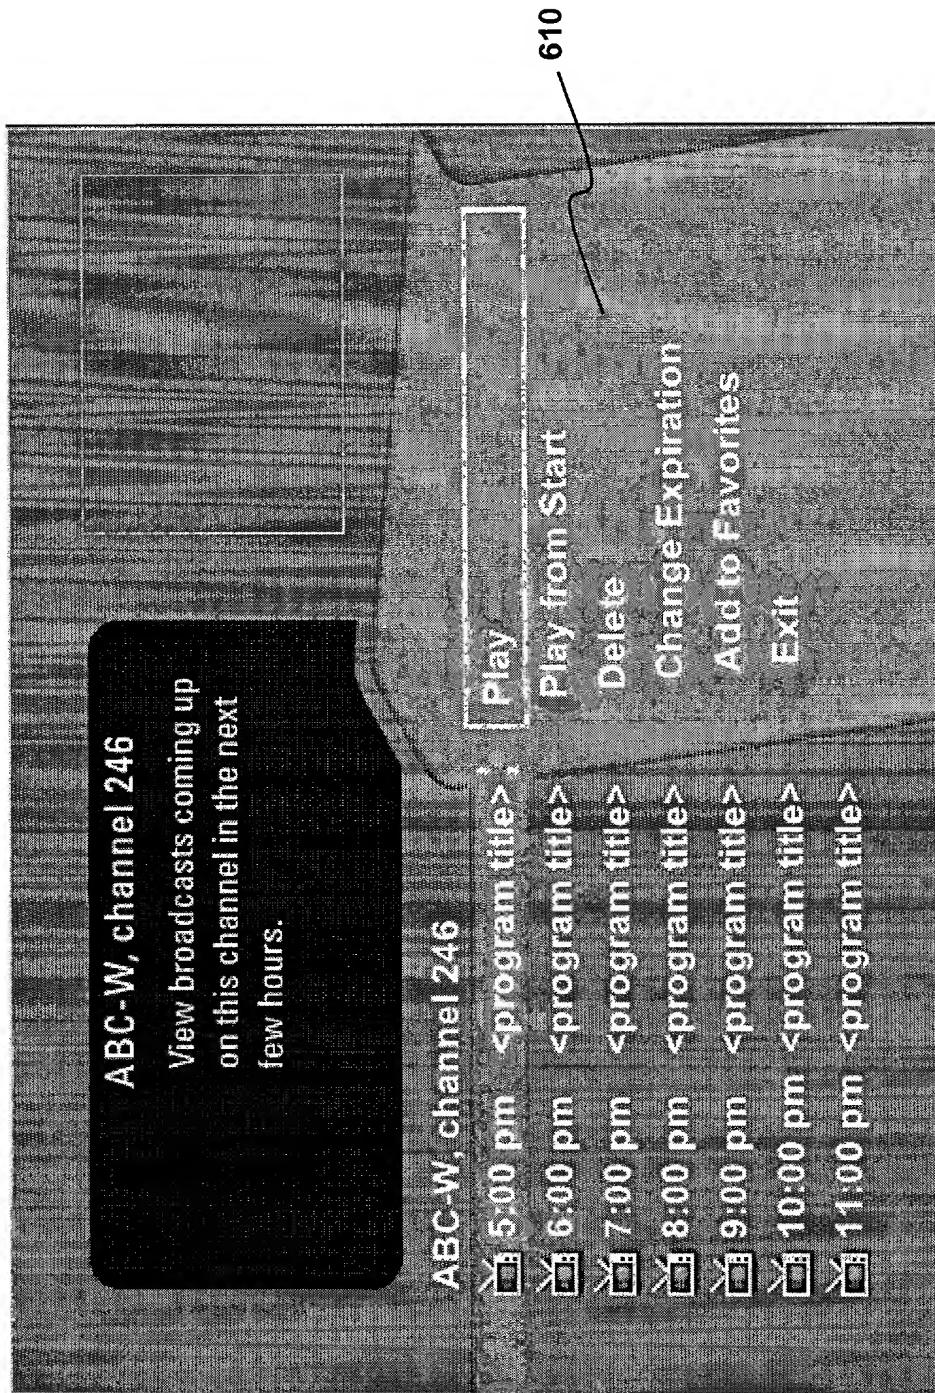 ABC-W, channel 246
View broadcasts coming up
on this channel in the next
few hours.
ABC-W, channel 246
5:00 pm <program title>
6:00 pm <program title>
7:00 pm <program title>
8:00 pm <program title>
9:00 pm <program title>
10:00 pm <program title>
11:00 pm <program title>
Play
Play from Start
Delete
Change Expiration
Add to Favorites
Exit
610